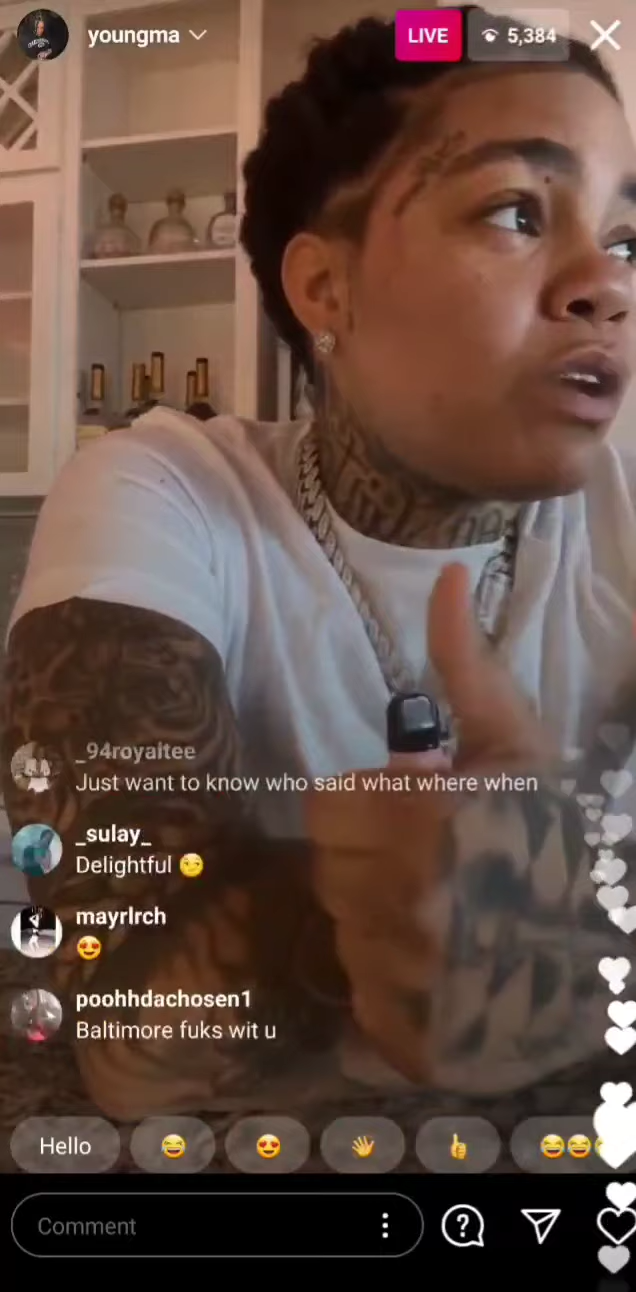 youngma
LIVE
5,384
_94royaltee
Just want to know who said what where when
_sulay_
Delightful 😏
mayrlrch
😍
poohhdachosen1
Baltimore fuks wit u
Hello 😂 😍 👋 👍 😂😂
Comment